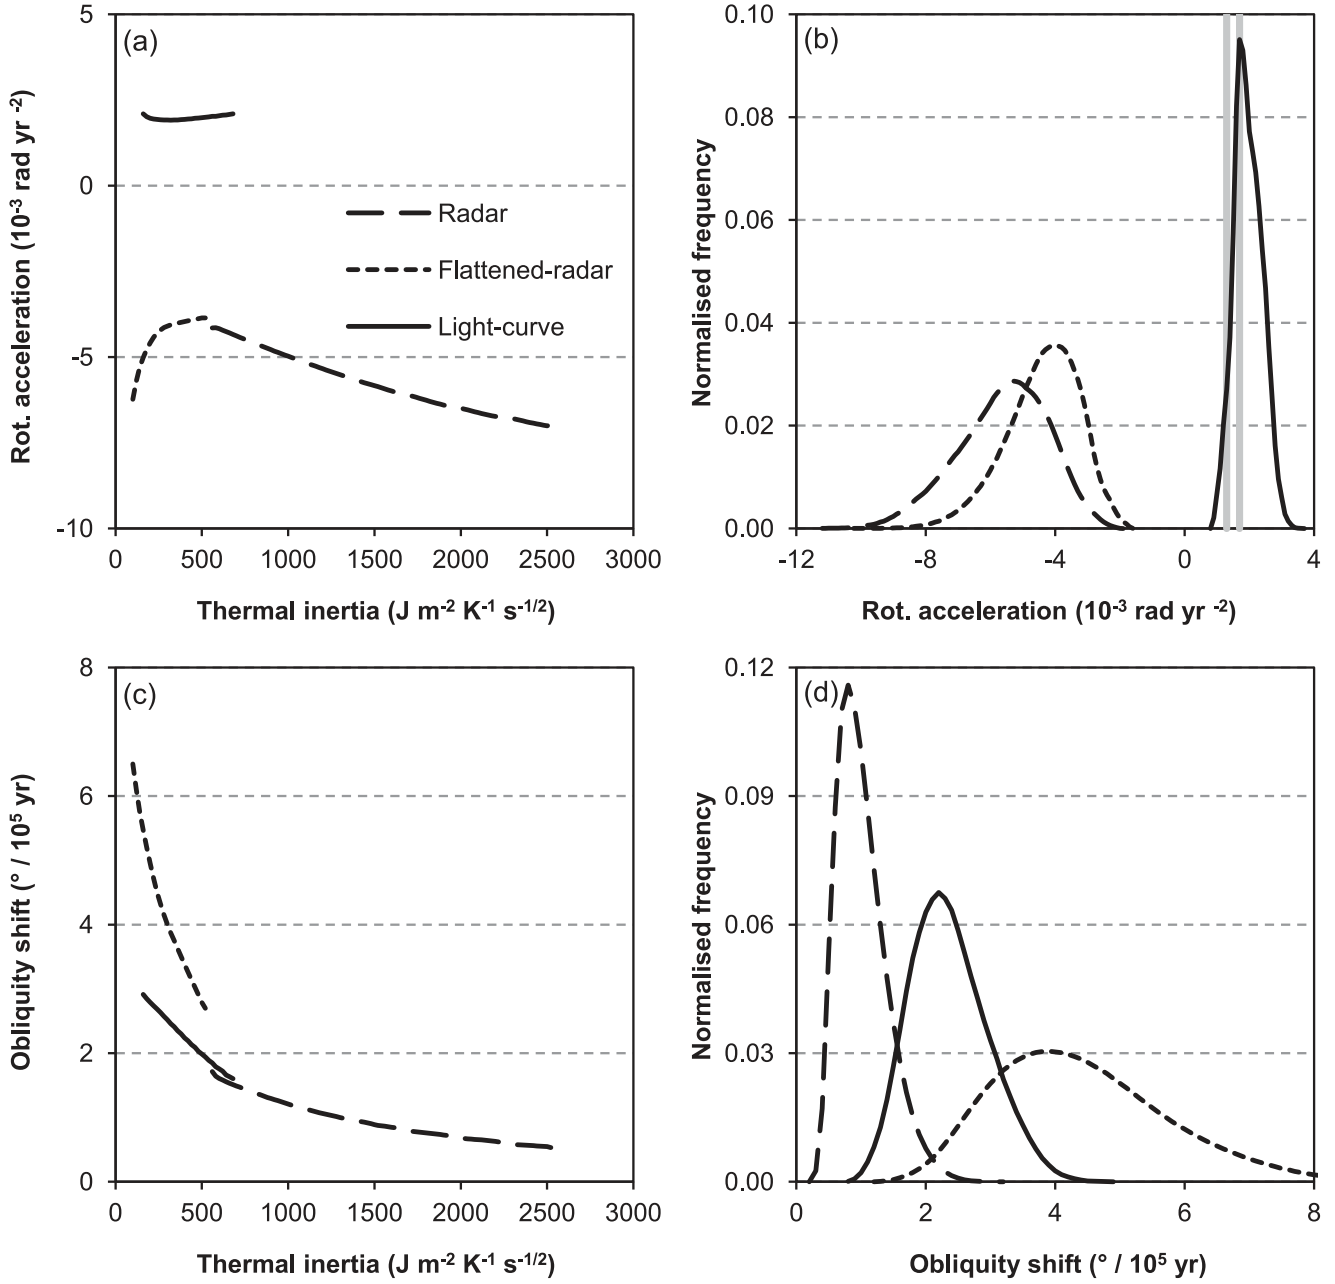 (a)
5
0
-5
-10
Rot. acceleration (10⁻³ rad yr ⁻²)
Radar
Flattened-radar
Light-curve
0 500 1000 1500 2000 2500 3000
Thermal inertia (J m⁻² K⁻¹ s⁻¹/²)
(b)
0.10
0.08
0.06
0.04
0.02
0.00
Normalised frequency
-12 -8 -4 0 4
Rot. acceleration (10⁻³ rad yr ⁻²)
(c)
8
6
4
2
0
Obliquity shift (° / 10⁵ yr)
0 500 1000 1500 2000 2500 3000
Thermal inertia (J m⁻² K⁻¹ s⁻¹/²)
(d)
0.12
0.09
0.06
0.03
0.00
Normalised frequency
0 2 4 6 8
Obliquity shift (° / 10⁵ yr)